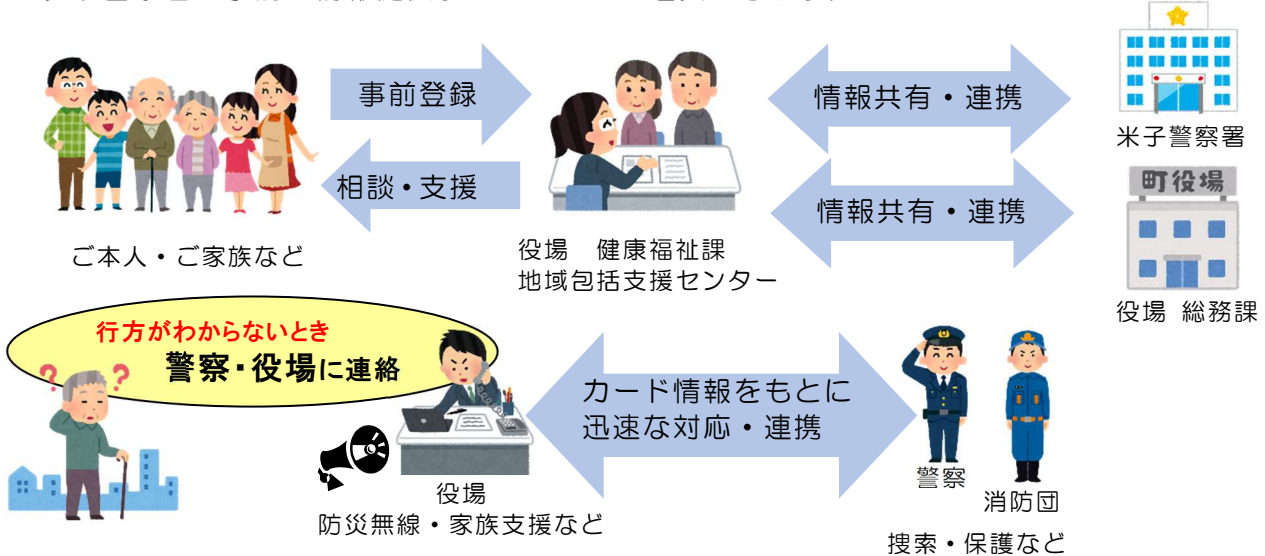 事前登録
相談・支援
情報共有・連携
情報共有・連携
米子警察署
町役場
役場 総務課
ご本人・ご家族など
役場 健康福祉課
地域包括支援センター
行方がわからないとき
警察・役場に連絡
? ?
カード情報をもとに
迅速な対応・連携
役場
防災無線・家族支援など
警察
消防団
捜索・保護など